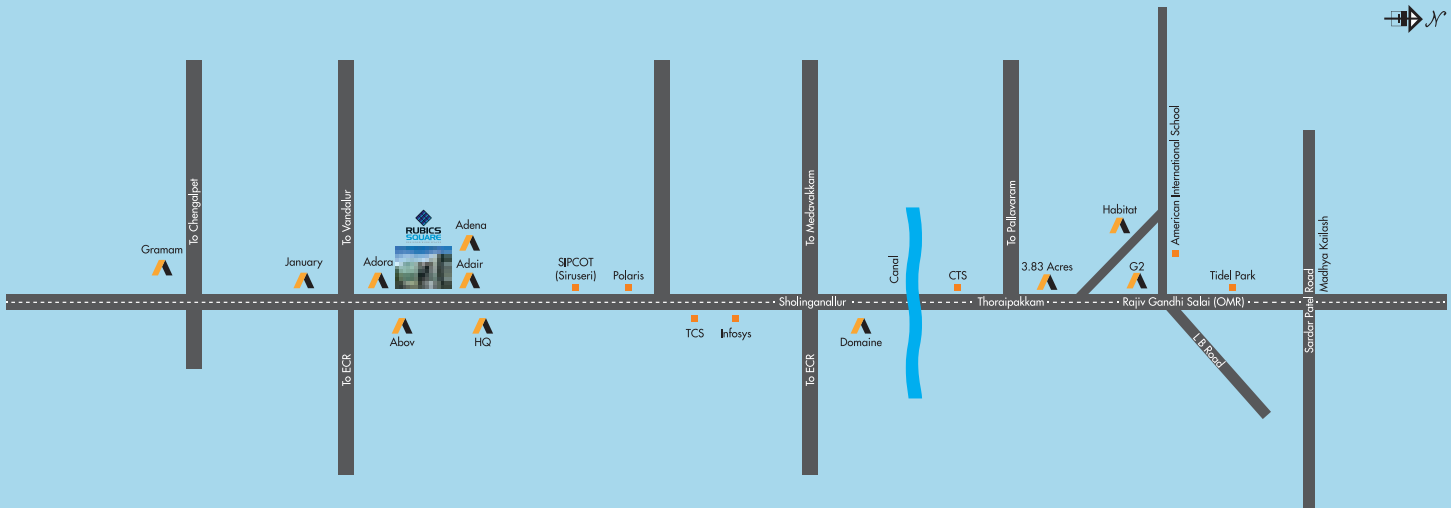 N
American International School
To Chengalpet
To Vandalur
To Medavakkam
To Pallavaram
Habitat
Madhya Kailash
RUBICS
SQUARE
Adena
Gramam
January
Adora
Adair
SIPCOT
(Siruseri)
Polaris
Canal
CTS
3.83 Acres
G2
Tidel Park
Sholinganallur
Thoraipakkam
Rajiv Gandhi Salai (OMR)
Sardar Patel Road
Abov
HQ
TCS
Infosys
Domaine
L B Road
To ECR
To ECR